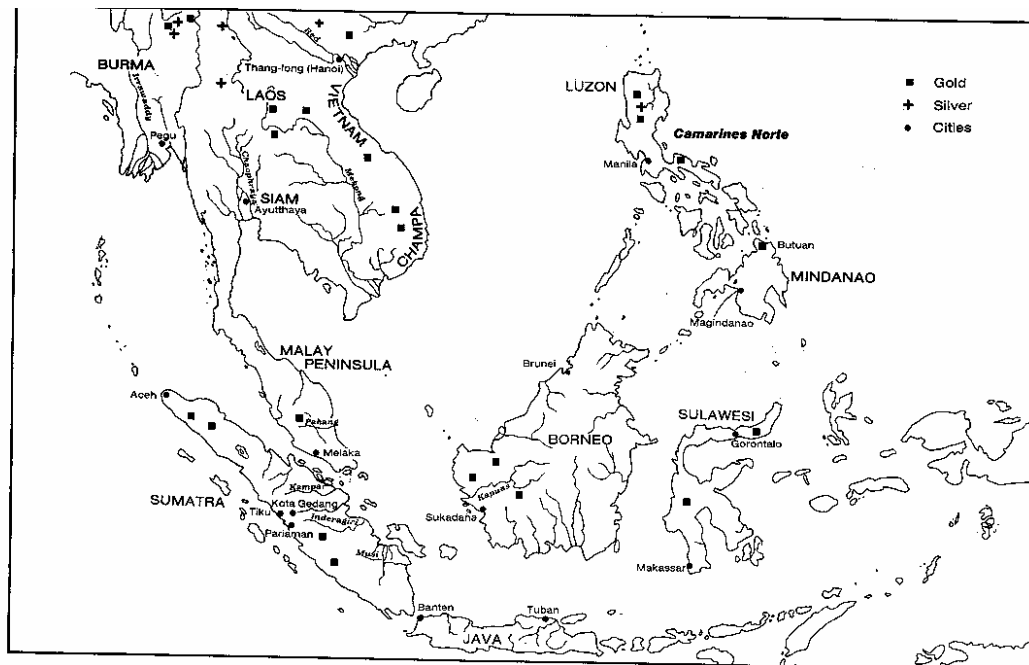 Red
BURMA
Thang-long (Hanoi)
Irrawaddy
LAÔS
VIETNAM
LUZON
Gold
Silver
Cities
Camarines Norte
Pegu
Manila
Chaophraya
Mekong
SIAM
Ayutthaya
CHAMPA
Butuan
MINDANAO
Magindanao
MALAY
PENINSULA
Brunei
Aceh
Pahang
SULAWESI
Gorontalo
BORNEO
Melaka
Kampar
Kapuas
SUMATRA
Tiku
Kota Gedang
Sukadana
Inderagiri
Pariaman
Musi
Makassar
Banten
Tuban
JAVA